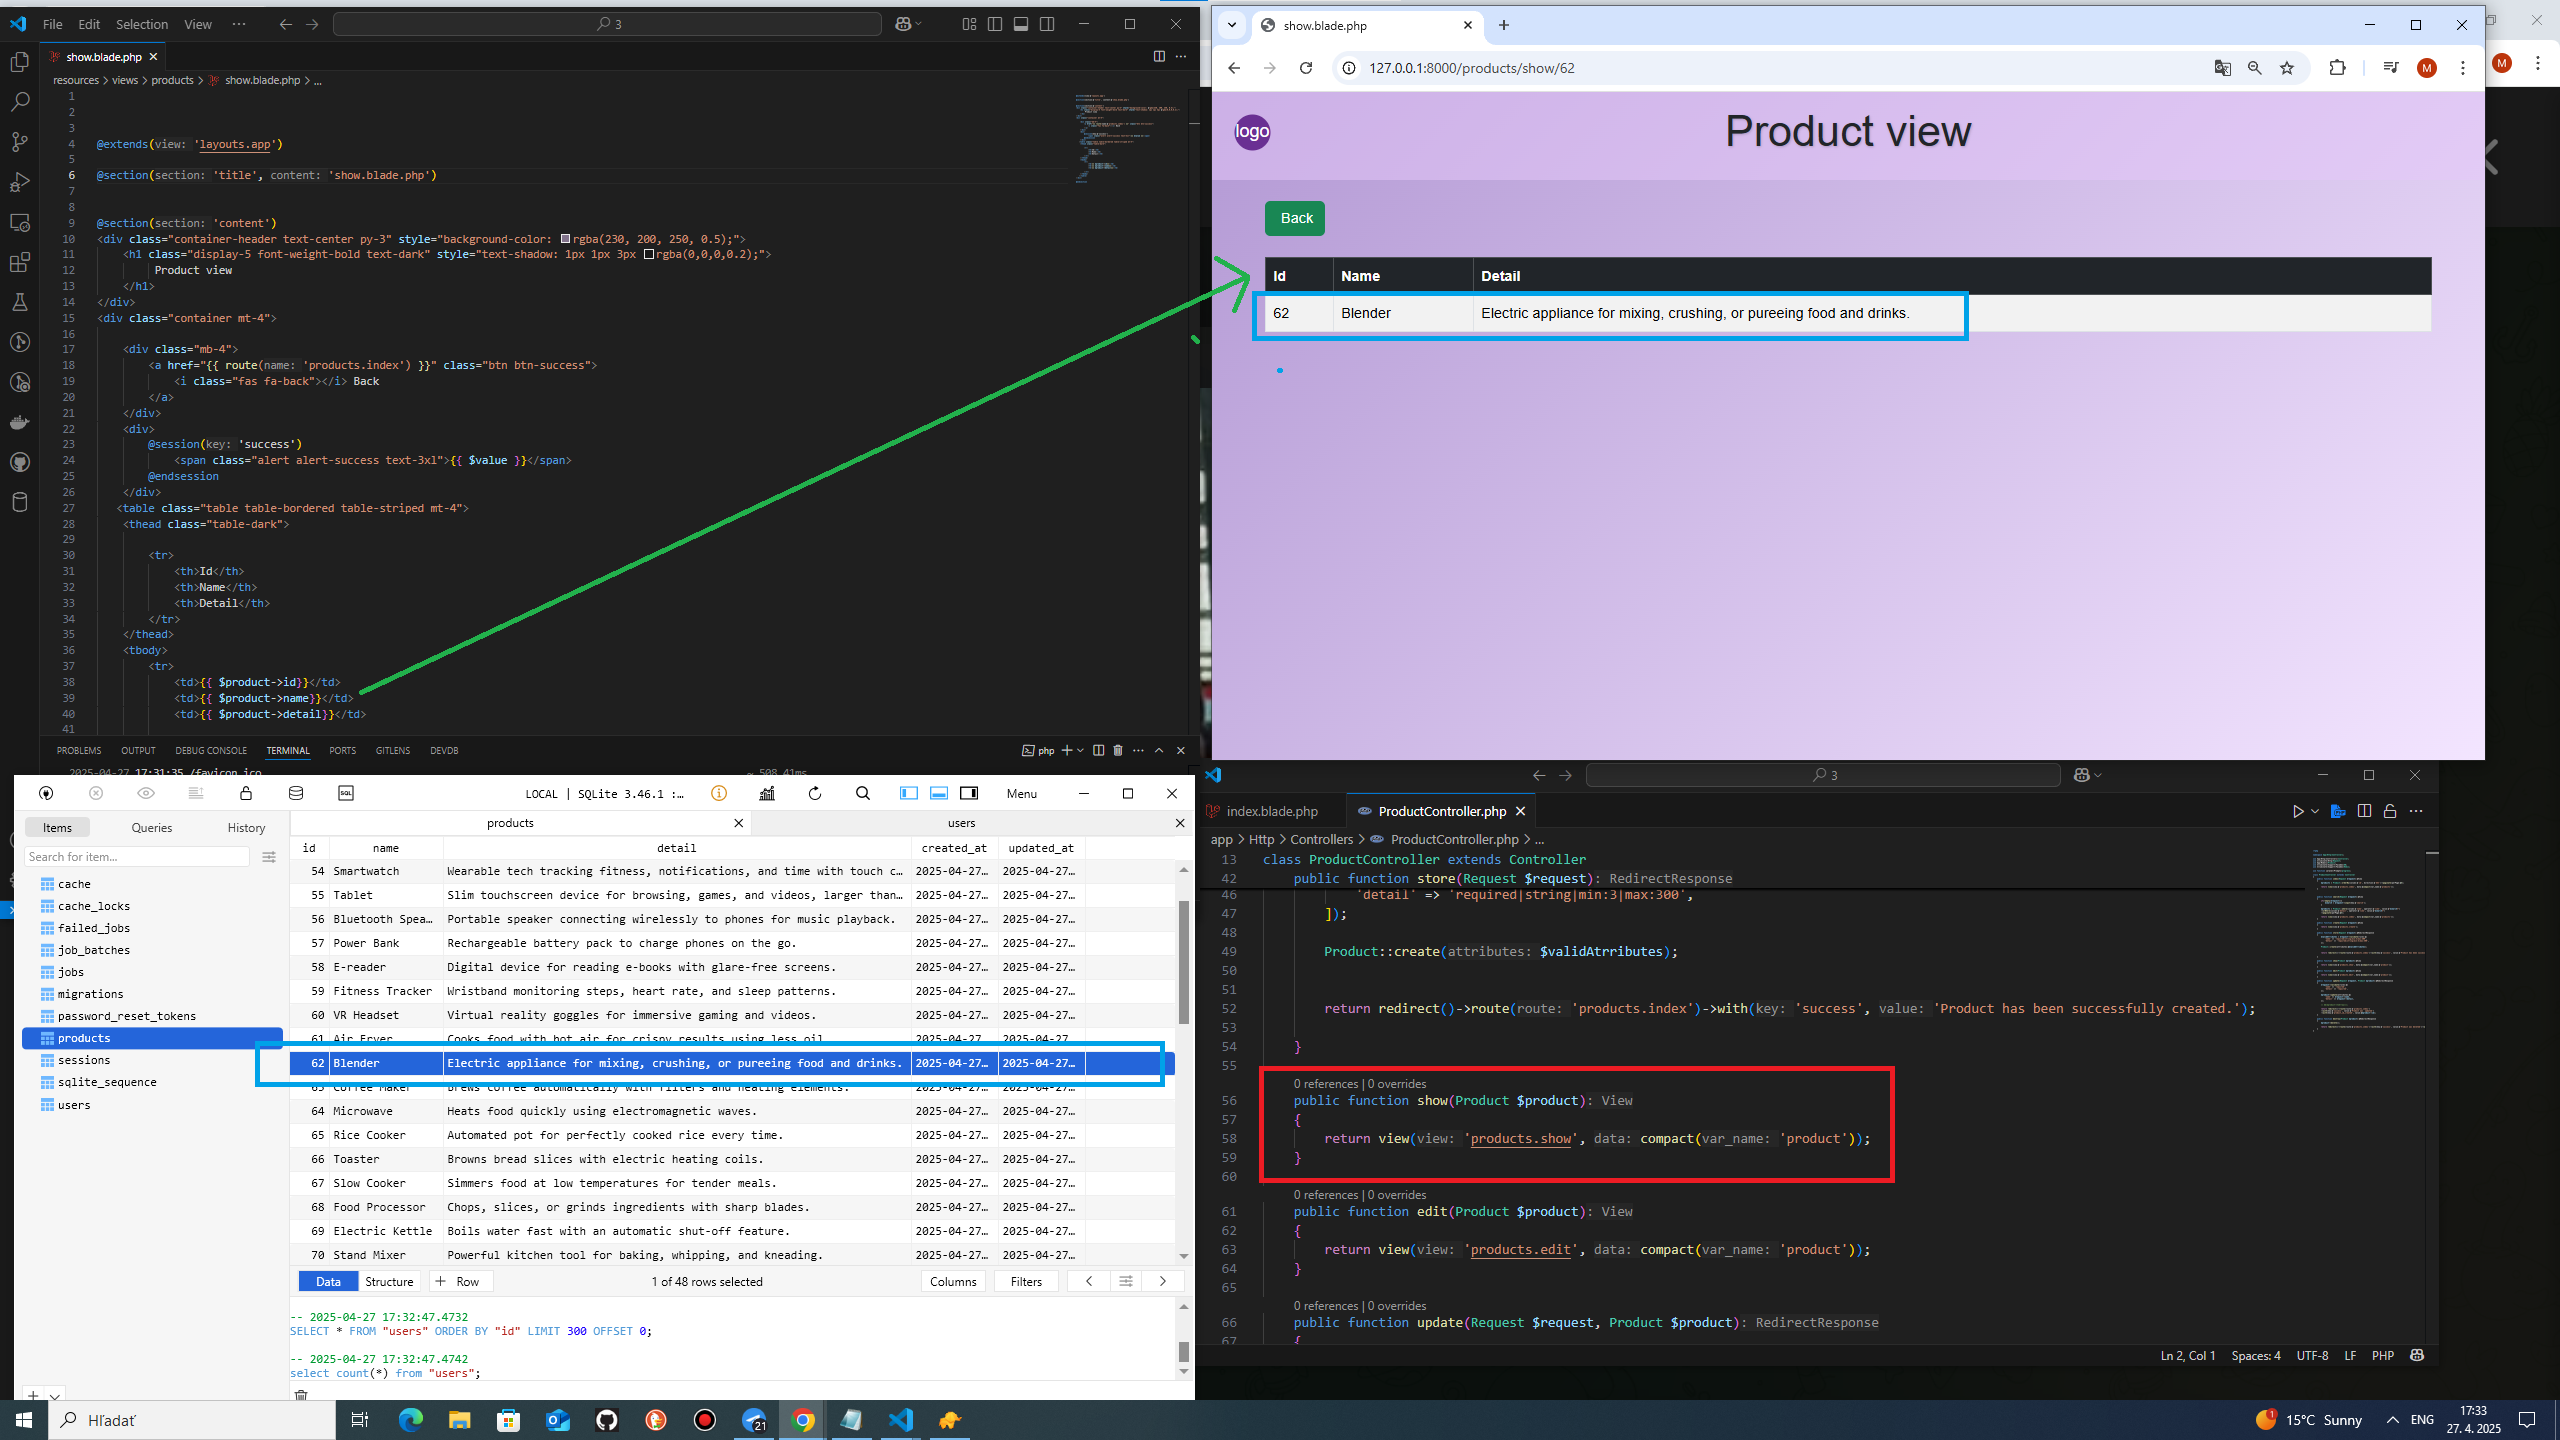 File Edit Selection View ··· 3
show.blade.php
resources > views > products > show.blade.php > ...
1
2
3
4 @extends(view: 'layouts.app')
5
6 @section(section: 'title', content: 'show.blade.php')
7
8
9 @section(section: 'content')
10 <div class="container-header text-center py-3" style="background-color: rgba(230, 200, 250, 0.5);">
11 <h1 class="display-5 font-weight-bold text-dark" style="text-shadow: 1px 1px 3px rgba(0,0,0,0.2);">
12 Product view
13 </h1>
14 </div>
15 <div class="container mt-4">
16
17 <div class="mb-4">
18 <a href="{{ route(name: 'products.index') }}" class="btn btn-success">
19 <i class="fas fa-back"></i> Back
20 </a>
21 </div>
22 <div>
23 @session(key: 'success')
24 <span class="alert alert-success text-3xl">{{ $value }}</span>
25 @endsession
26 </div>
27 <table class="table table-bordered table-striped mt-4">
28 <thead class="table-dark">
29
30 <tr>
31 <th>Id</th>
32 <th>Name</th>
33 <th>Detail</th>
34 </tr>
35 </thead>
36 <tbody>
37 <tr>
38 <td>{{ $product->id}}</td>
39 <td>{{ $product->name}}</td>
40 <td>{{ $product->detail}}</td>
41
PROBLEMS OUTPUT DEBUG CONSOLE TERMINAL PORTS GITLENS DEVDB php
2025-04-27 17:31:35 /favicon.ico ~ 508.41ms
show.blade.php
127.0.0.1:8000/products/show/62 M M
logo Product view
Back
Id Name Detail
62 Blender Electric appliance for mixing, crushing, or pureeing food and drinks.
LOCAL | SQLite 3.46.1 :... SQL Menu
Items Queries History
Search for item...
cache
cache_locks
failed_jobs
job_batches
jobs
migrations
password_reset_tokens
products
sessions
sqlite_sequence
users
products users
id name detail created_at updated_at
54 Smartwatch Wearable tech tracking fitness, notifications, and time with touch c… 2025-04-27… 2025-04-27…
55 Tablet Slim touchscreen device for browsing, games, and videos, larger than… 2025-04-27… 2025-04-27…
56 Bluetooth Spea… Portable speaker connecting wirelessly to phones for music playback. 2025-04-27… 2025-04-27…
57 Power Bank Rechargeable battery pack to charge phones on the go. 2025-04-27… 2025-04-27…
58 E-reader Digital device for reading e-books with glare-free screens. 2025-04-27… 2025-04-27…
59 Fitness Tracker Wristband monitoring steps, heart rate, and sleep patterns. 2025-04-27… 2025-04-27…
60 VR Headset Virtual reality goggles for immersive gaming and videos. 2025-04-27… 2025-04-27…
61 Air Fryer Cooks food with hot air for crispy results using less oil. 2025-04-27… 2025-04-27…
62 Blender Electric appliance for mixing, crushing, or pureeing food and drinks. 2025-04-27… 2025-04-27…
63 Coffee Maker Brews coffee automatically with filters and heating elements. 2025-04-27… 2025-04-27…
64 Microwave Heats food quickly using electromagnetic waves. 2025-04-27… 2025-04-27…
65 Rice Cooker Automated pot for perfectly cooked rice every time. 2025-04-27… 2025-04-27…
66 Toaster Browns bread slices with electric heating coils. 2025-04-27… 2025-04-27…
67 Slow Cooker Simmers food at low temperatures for tender meals. 2025-04-27… 2025-04-27…
68 Food Processor Chops, slices, or grinds ingredients with sharp blades. 2025-04-27… 2025-04-27…
69 Electric Kettle Boils water fast with an automatic shut-off feature. 2025-04-27… 2025-04-27…
70 Stand Mixer Powerful kitchen tool for baking, whipping, and kneading. 2025-04-27… 2025-04-27…
Data Structure + Row 1 of 48 rows selected Columns Filters
-- 2025-04-27 17:32:47.4732
SELECT * FROM "users" ORDER BY "id" LIMIT 300 OFFSET 0;
-- 2025-04-27 17:32:47.4742
select count(*) from "users";
3
index.blade.php ProductController.php
app > Http > Controllers > ProductController.php > ...
13 class ProductController extends Controller
42 public function store(Request $request): RedirectResponse
46 'detail' => 'required|string|min:3|max:300',
47 ]);
48
49 Product::create(attributes: $validAtrributes);
50
51
52 return redirect()->route(route: 'products.index')->with(key: 'success', value: 'Product has been successfully created.');
53
54 }
55
0 references | 0 overrides
56 public function show(Product $product): View
57 {
58 return view(view: 'products.show', data: compact(var_name: 'product'));
59 }
60
0 references | 0 overrides
61 public function edit(Product $product): View
62 {
63 return view(view: 'products.edit', data: compact(var_name: 'product'));
64 }
65
0 references | 0 overrides
66 public function update(Request $request, Product $product): RedirectResponse
67 {
Ln 2, Col 1 Spaces: 4 UTF-8 LF PHP
Hľadať 21 1 15°C Sunny ENG 17:33
27. 4. 2025